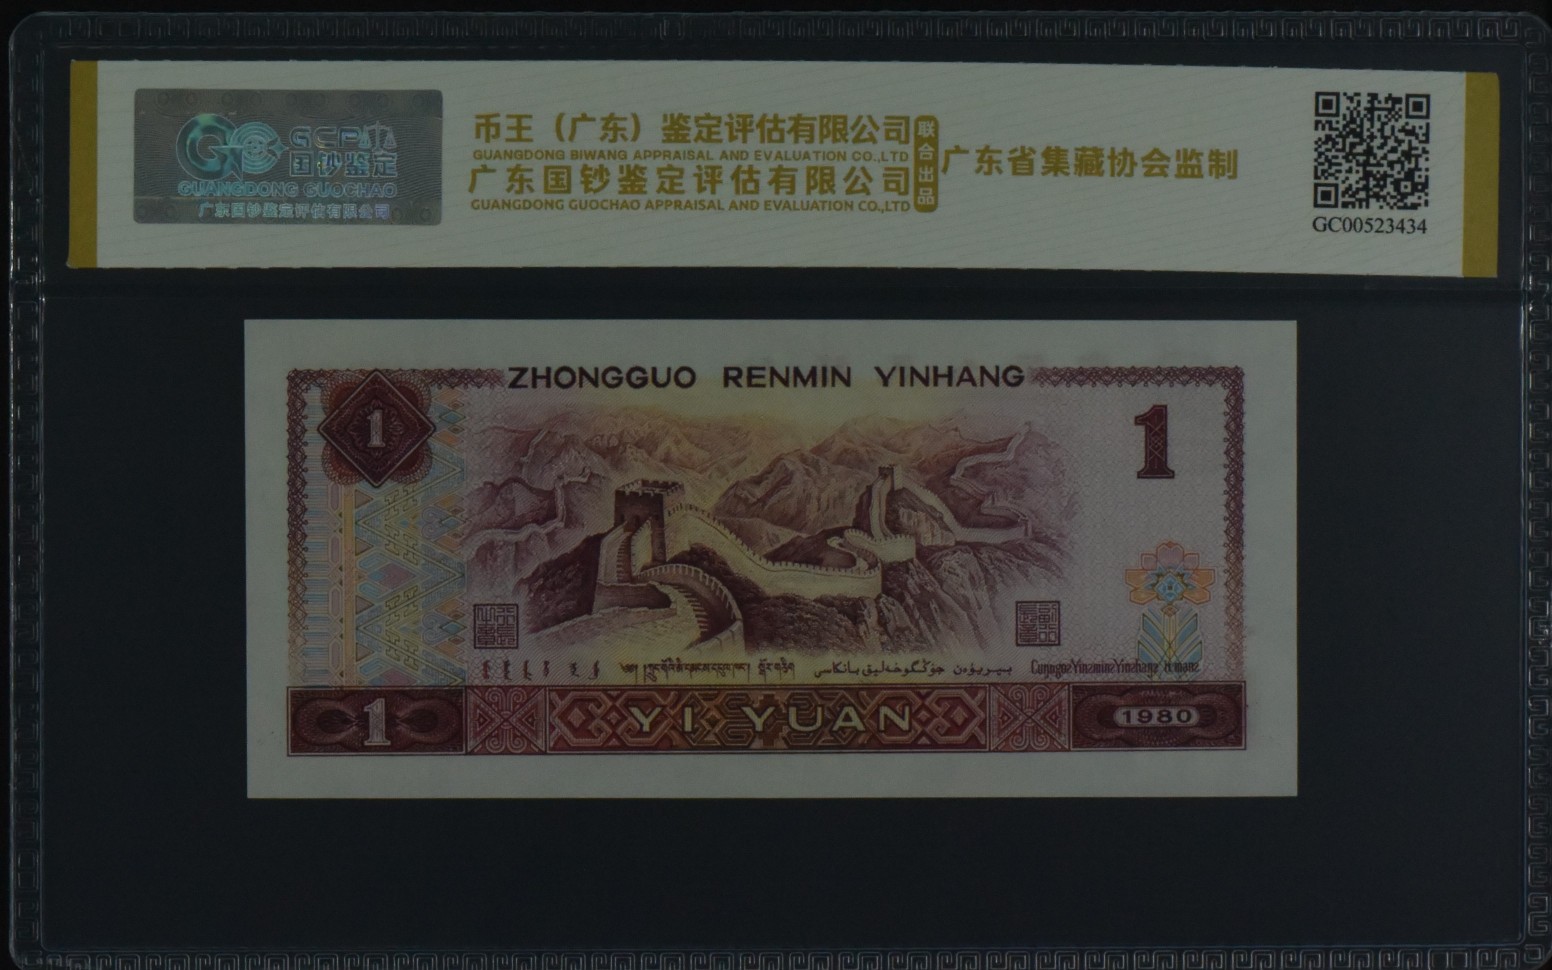 GCP
国钞鉴定
GUANGDONG GUOCHAO
广东国钞鉴定评估有限公司
币王（广东）鉴定评估有限公司
GUANGDONG BIWANG APPRAISAL AND EVALUATION CO.,LTD
广东国钞鉴定评估有限公司
GUANGDONG GUOCHAO APPRAISAL AND EVALUATION CO.,LTD
联合出品
广东省集藏协会监制
GC00523434
ZHONGGUO RENMIN YINHANG
1
1
1
YI YUAN
1980